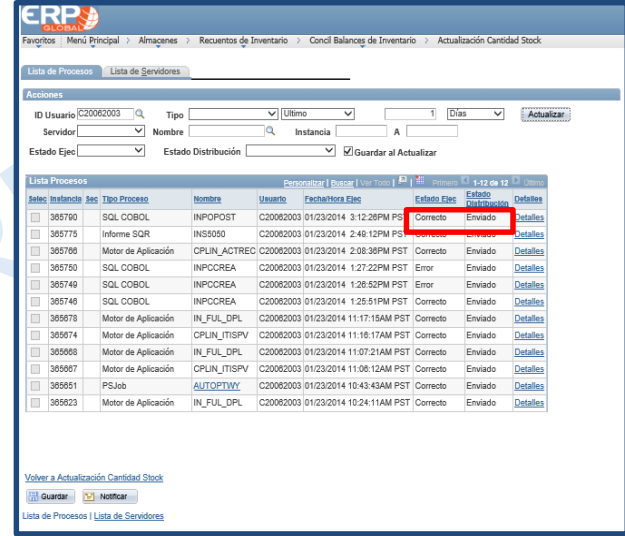 ERP
GLOBAL
Favoritos Menú Principal > Almacenes > Recuentos de Inventario > Concil Balances de Inventario > Actualización Cantidad Stock
Lista de Procesos Lista de Servidores
Acciones
ID Usuario C20062003 Tipo Ultimo 1 Días Actualizar
Servidor Nombre Instancia A
Estado Ejec Estado Distribución Guardar al Actualizar
Lista Procesos Personalizar | Buscar | Ver Todo | Primero 1-12 de 12 Último
Selec Instancia Sec Tipo Proceso Nombre Usuario Fecha/Hora Ejec Estado Ejec Estado Distribución Detalles
365790 SQL COBOL INPOPOST C20062003 01/23/2014 3:12:26PM PST Correcto Enviado Detalles
365775 Informe SQR INS5050 C20062003 01/23/2014 2:49:12PM PST Correcto Enviado Detalles
365766 Motor de Aplicación CPLIN_ACTREC C20062003 01/23/2014 2:08:36PM PST Correcto Enviado Detalles
365750 SQL COBOL INPCCREA C20062003 01/23/2014 1:27:22PM PST Error Enviado Detalles
365749 SQL COBOL INPCCREA C20062003 01/23/2014 1:26:52PM PST Error Enviado Detalles
365746 SQL COBOL INPCCREA C20062003 01/23/2014 1:25:51PM PST Correcto Enviado Detalles
365678 Motor de Aplicación IN_FUL_DPL C20062003 01/23/2014 11:17:15AM PST Correcto Enviado Detalles
365674 Motor de Aplicación CPLIN_ITISPV C20062003 01/23/2014 11:16:17AM PST Correcto Enviado Detalles
365668 Motor de Aplicación IN_FUL_DPL C20062003 01/23/2014 11:07:21AM PST Correcto Enviado Detalles
365667 Motor de Aplicación CPLIN_ITISPV C20062003 01/23/2014 11:06:12AM PST Correcto Enviado Detalles
365651 PSJob AUTOPTWY C20062003 01/23/2014 10:43:43AM PST Correcto Enviado Detalles
365623 Motor de Aplicación IN_FUL_DPL C20062003 01/23/2014 10:24:11AM PST Correcto Enviado Detalles
Volver a Actualización Cantidad Stock
Guardar Notificar
Lista de Procesos | Lista de Servidores